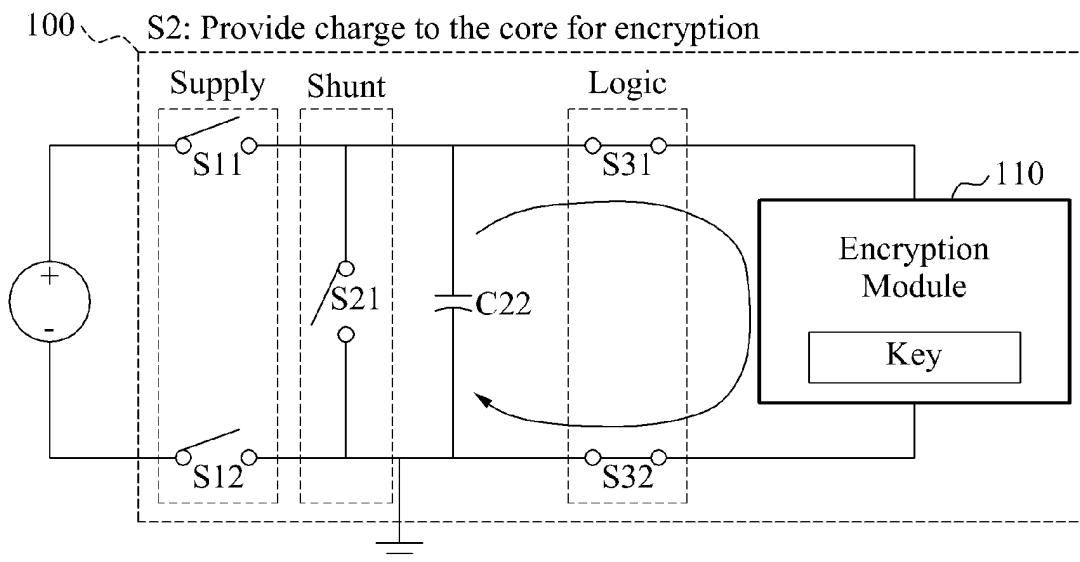 100
S2: Provide charge to the core for encryption
Supply
Shunt
Logic
S11
S31
110
+
-
S21
C22
Encryption
Module
Key
S12
S32